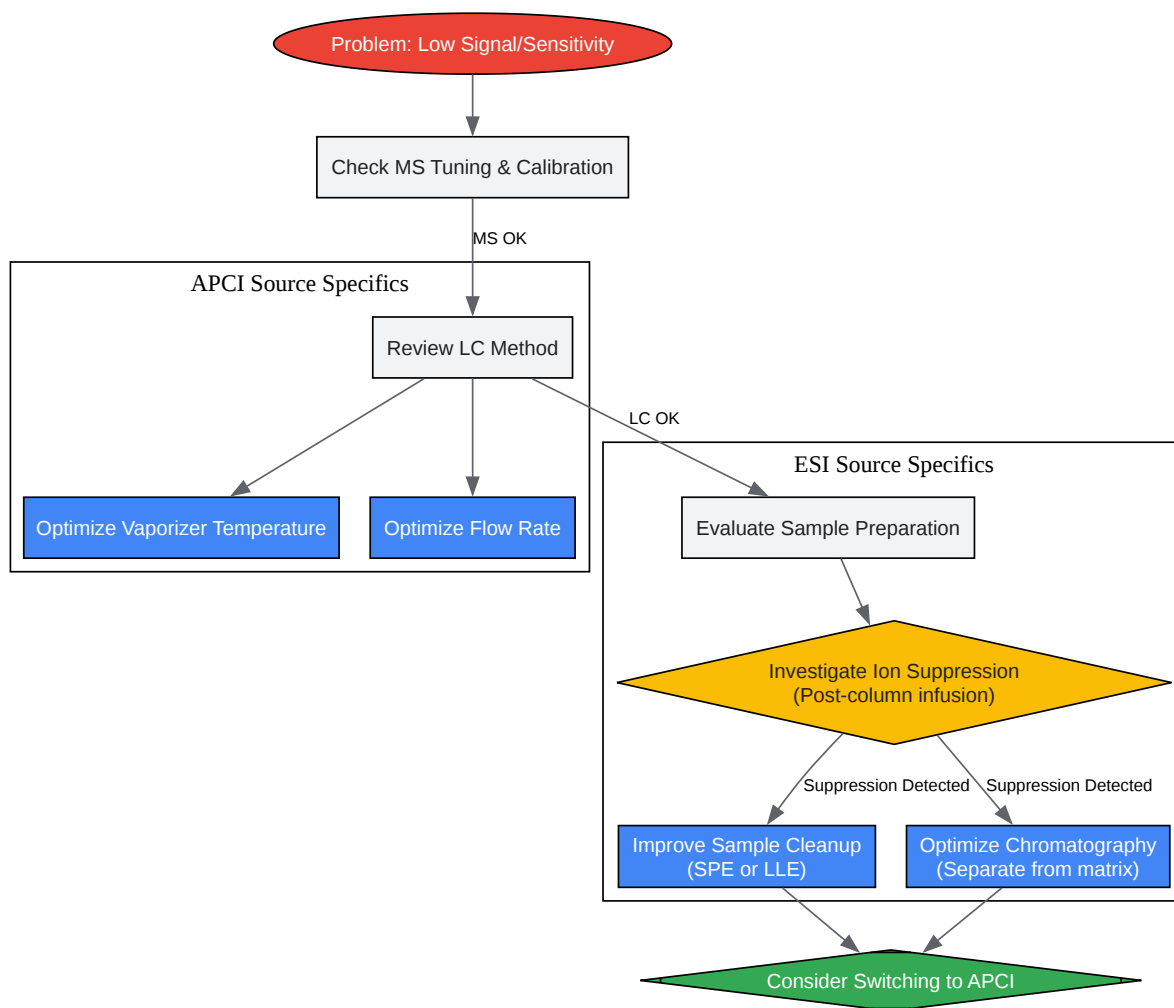 Problem: Low Signal/Sensitivity
Check MS Tuning & Calibration
MS OK
APCI Source Specifics
Review LC Method
LC OK
ESI Source Specifics
Optimize Vaporizer Temperature
Optimize Flow Rate
Evaluate Sample Preparation
Investigate Ion Suppression
(Post-column infusion)
Suppression Detected
Suppression Detected
Improve Sample Cleanup
(SPE or LLE)
Optimize Chromatography
(Separate from matrix)
Consider Switching to APCI